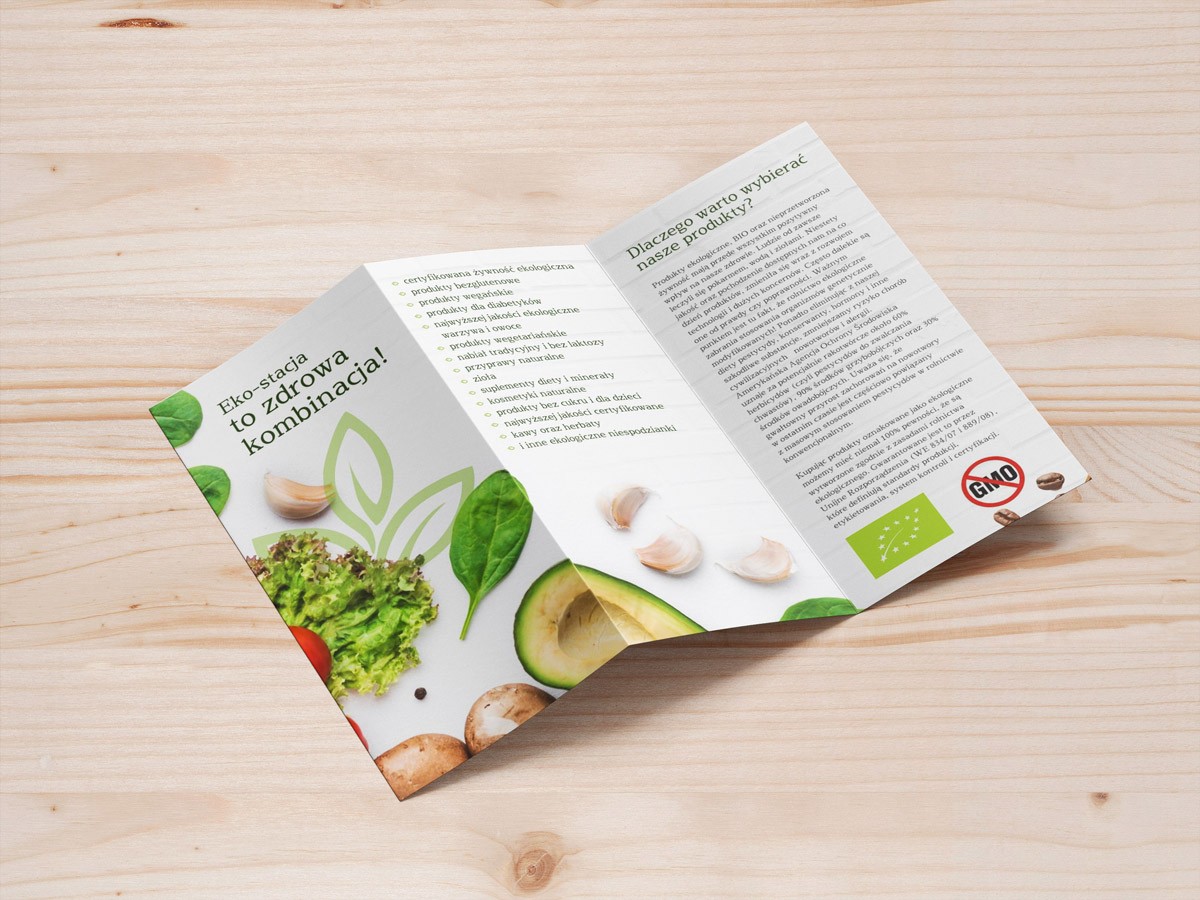 Eko-stacja
to zdrowa
kombinacja!
certyfikowana żywność ekologiczna
produkty bezglutenowe
produkty wegańskie
produkty dla diabetyków
najwyższej jakości ekologiczne
warzywa i owoce
produkty wegetariańskie
nabiał tradycyjny i bez laktozy
przyprawy naturalne
zioła
suplementy diety i minerały
kosmetyki naturalne
produkty bez cukru i dla dzieci
najwyższej jakości certyfikowane
kawy oraz herbaty
i inne ekologiczne niespodzianki
Dlaczego warto wybierać
nasze produkty?
Produkty ekologiczne, BIO oraz nieprzetworzona
żywność mają przede wszystkim pozytywny
wpływ na nasze zdrowie. Ludzie od zawsze
leczyli się pokarmem, wodą i ziołami. Niestety
jakość oraz pochodzenie dostępnych nam na co
dzień produktów, zmieniła się wraz z rozwojem
technologii i dużych koncernów. Często dalekie są
one od prawdy czy poprawności. Ważnym
punktem jest tu fakt, że rolnictwo ekologiczne
zabrania stosowania organizmów genetycznie
modyfikowanych! Ponadto eliminując z naszej
diety pestycydy, konserwanty, hormony i inne
szkodliwe substancje, zmniejszamy ryzyko chorób
cywilizacyjnych nowotworów i alergii.
Amerykańska Agencja Ochrony Środowiska
uznaje za potencjalnie rakotwórcze około 60%
herbicydów (czyli pestycydów do zwalczania
chwastów), 90% środków grzybobójczych oraz 30%
środków owadobójczych. Uważa się, że
gwałtowny przyrost zachorowań na nowotwory
w ostatnim czasie jest częściowo powiązany
z masowym stosowaniem pestycydów w rolnictwie
konwencjonalnym.
Kupując produkty oznakowane jako ekologiczne
możemy mieć niemal 100% pewności, że są
wytworzone zgodnie z zasadami rolnictwa
ekologicznego. Gwarantowane jest to przez
Unijne Rozporządzenia (WE 834/07 i 889/08),
które definiują standardy produkcji,
etykietowania, system kontroli i certyfikacji.
GMO